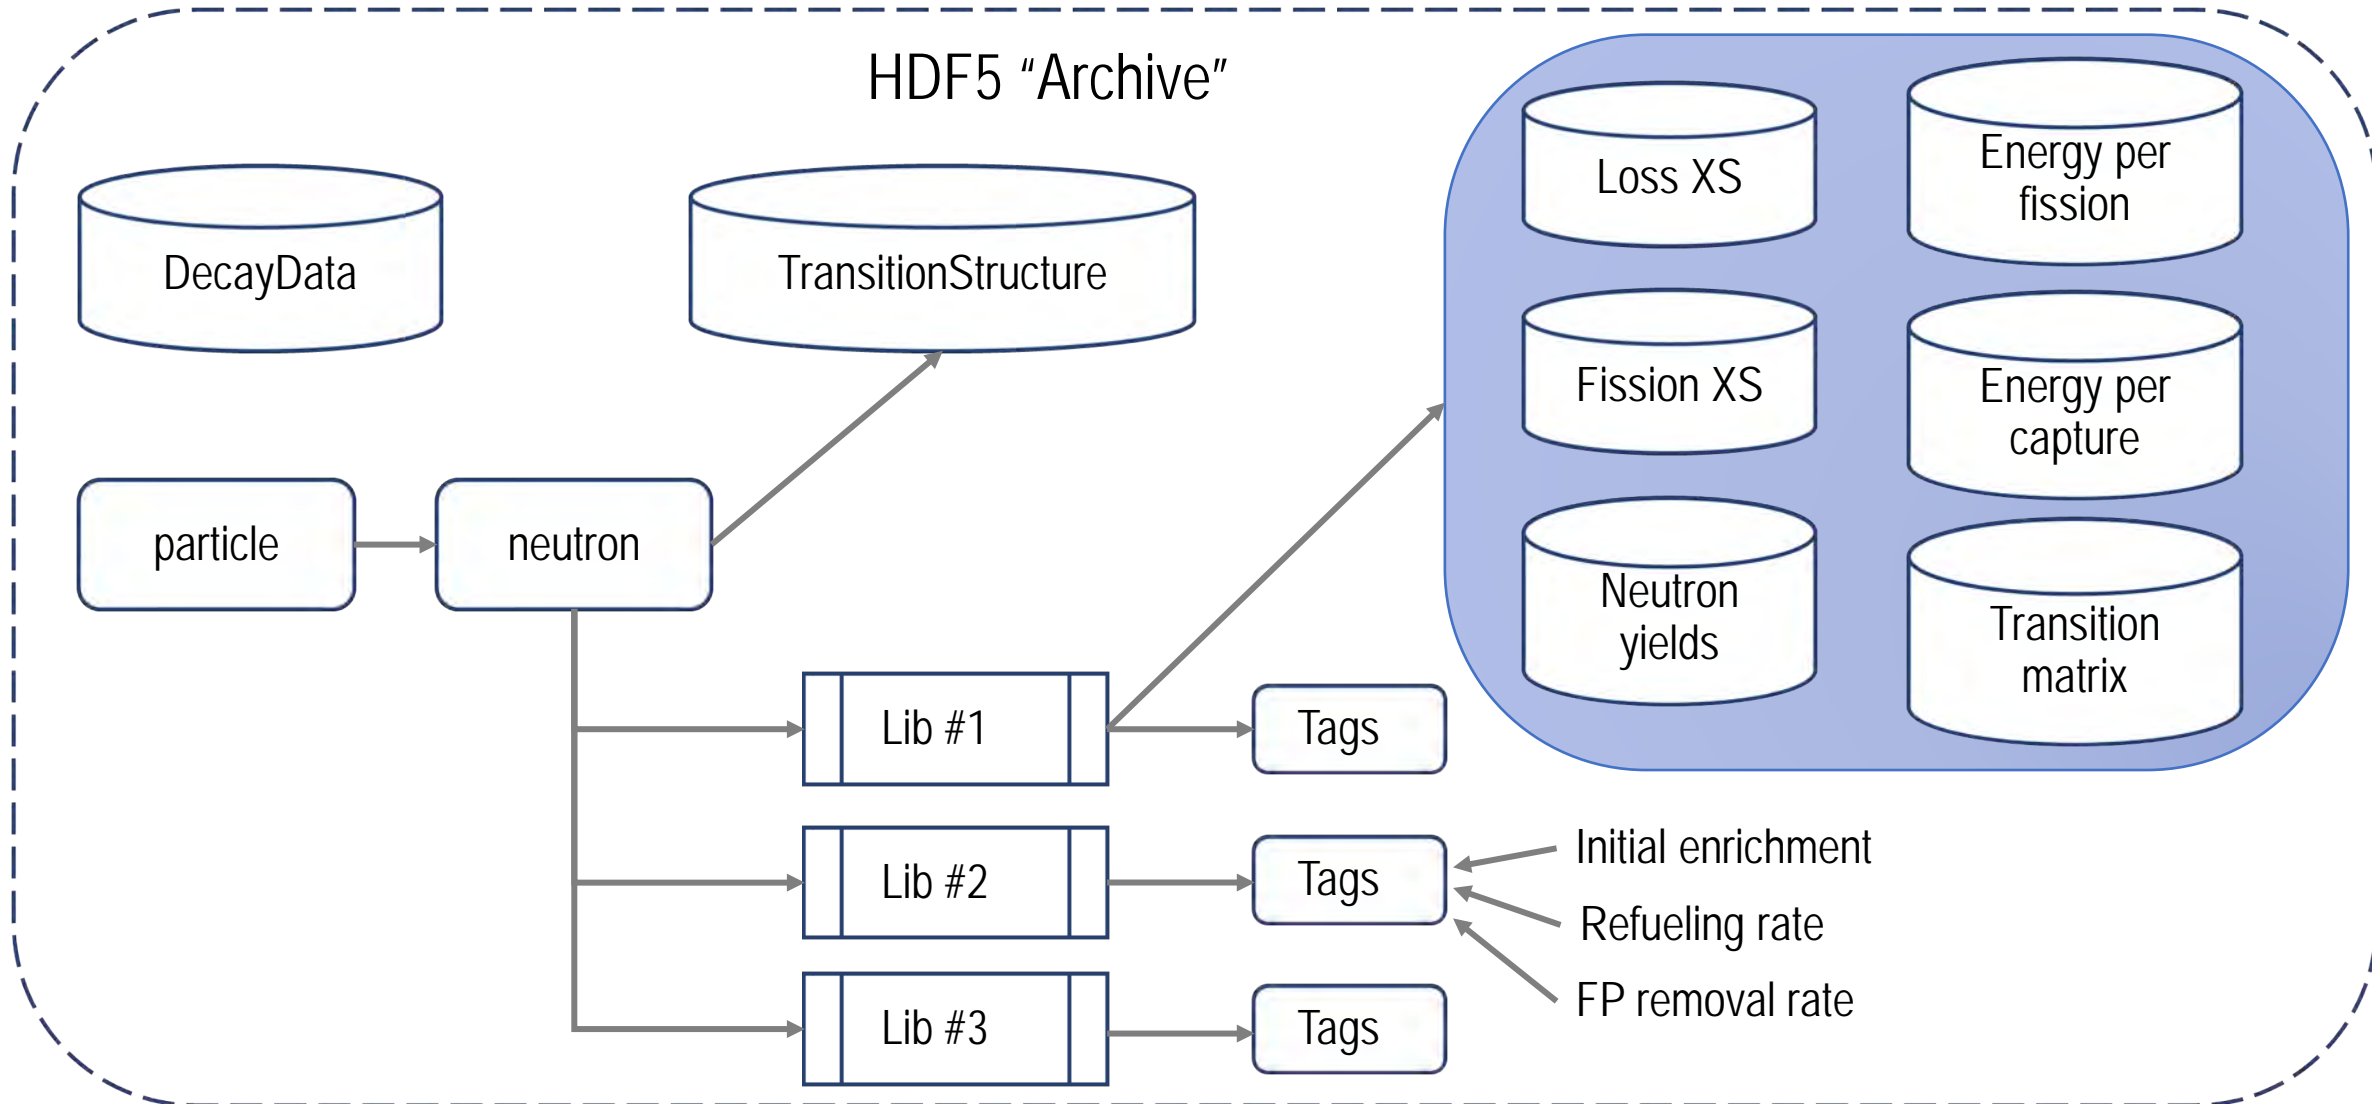 HDF5 “Archive”
DecayData
TransitionStructure
Loss XS
Energy per
fission
Fission XS
Energy per
capture
Neutron
yields
Transition
matrix
particle
neutron
Lib #1
Tags
Lib #2
Tags
Initial enrichment
Refueling rate
FP removal rate
Lib #3
Tags